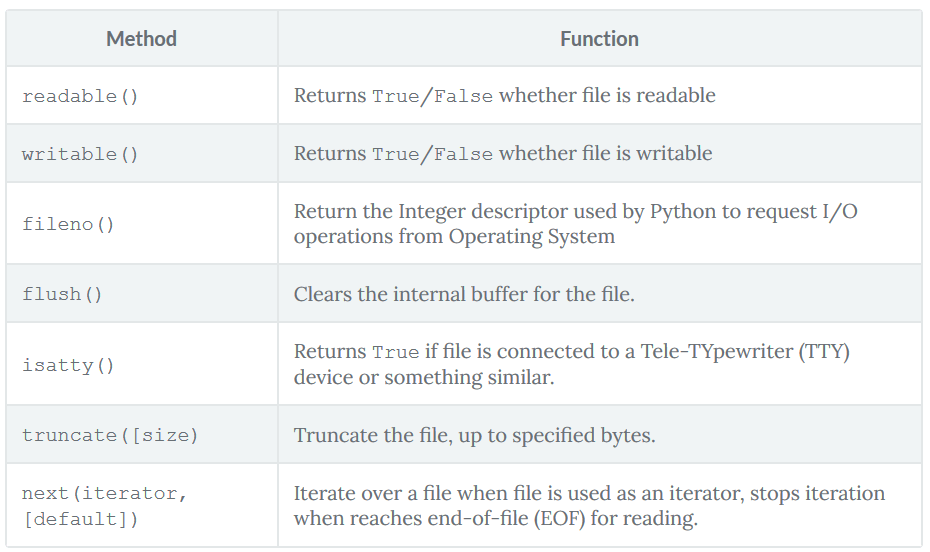 Method Function
readable() Returns True/False whether file is readable
writable() Returns True/False whether file is writable
fileno() Return the Integer descriptor used by Python to request I/O
operations from Operating System
flush() Clears the internal buffer for the file.
isatty() Returns True if file is connected to a Tele-TYpewriter (TTY)
device or something similar.
truncate([size) Truncate the file, up to specified bytes.
next(iterator, Iterate over a file when file is used as an iterator, stops iteration
[default]) when reaches end-of-file (EOF) for reading.